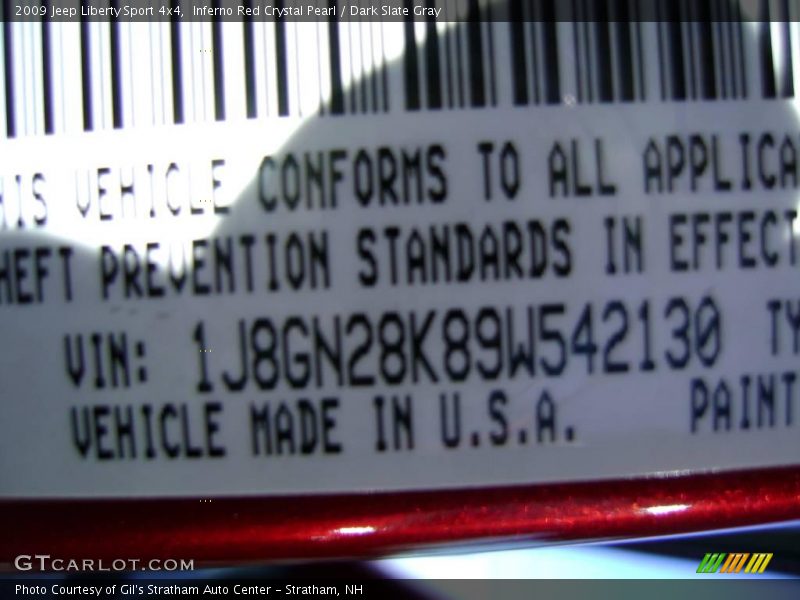 2009 Jeep Liberty Sport 4x4, Inferno Red Crystal Pearl / Dark Slate Gray
HIS VEHICLE CONFORMS TO ALL APPLICA
HEFT PREVENTION STANDARDS IN EFFECT
VIN: 1J8GN28K89W542130 TY
VEHICLE MADE IN U.S.A. PAINT
GTCARLOT.COM
Photo Courtesy of Gil's Stratham Auto Center - Stratham, NH